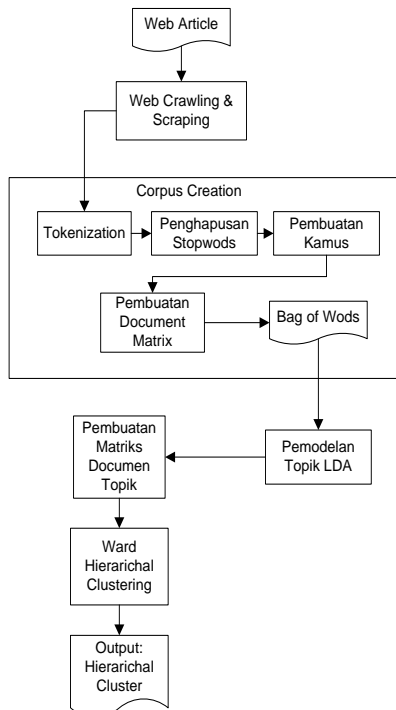 Web Article
Web Crawling &
Scraping
Corpus Creation
Tokenization
Penghapusan
Stopwods
Pembuatan
Kamus
Pembuatan
Document
Matrix
Bag of Wods
Pemodelan
Topik LDA
Pembuatan
Matriks
Documen
Topik
Ward
Hierarichal
Clustering
Output:
Hierarichal
Cluster